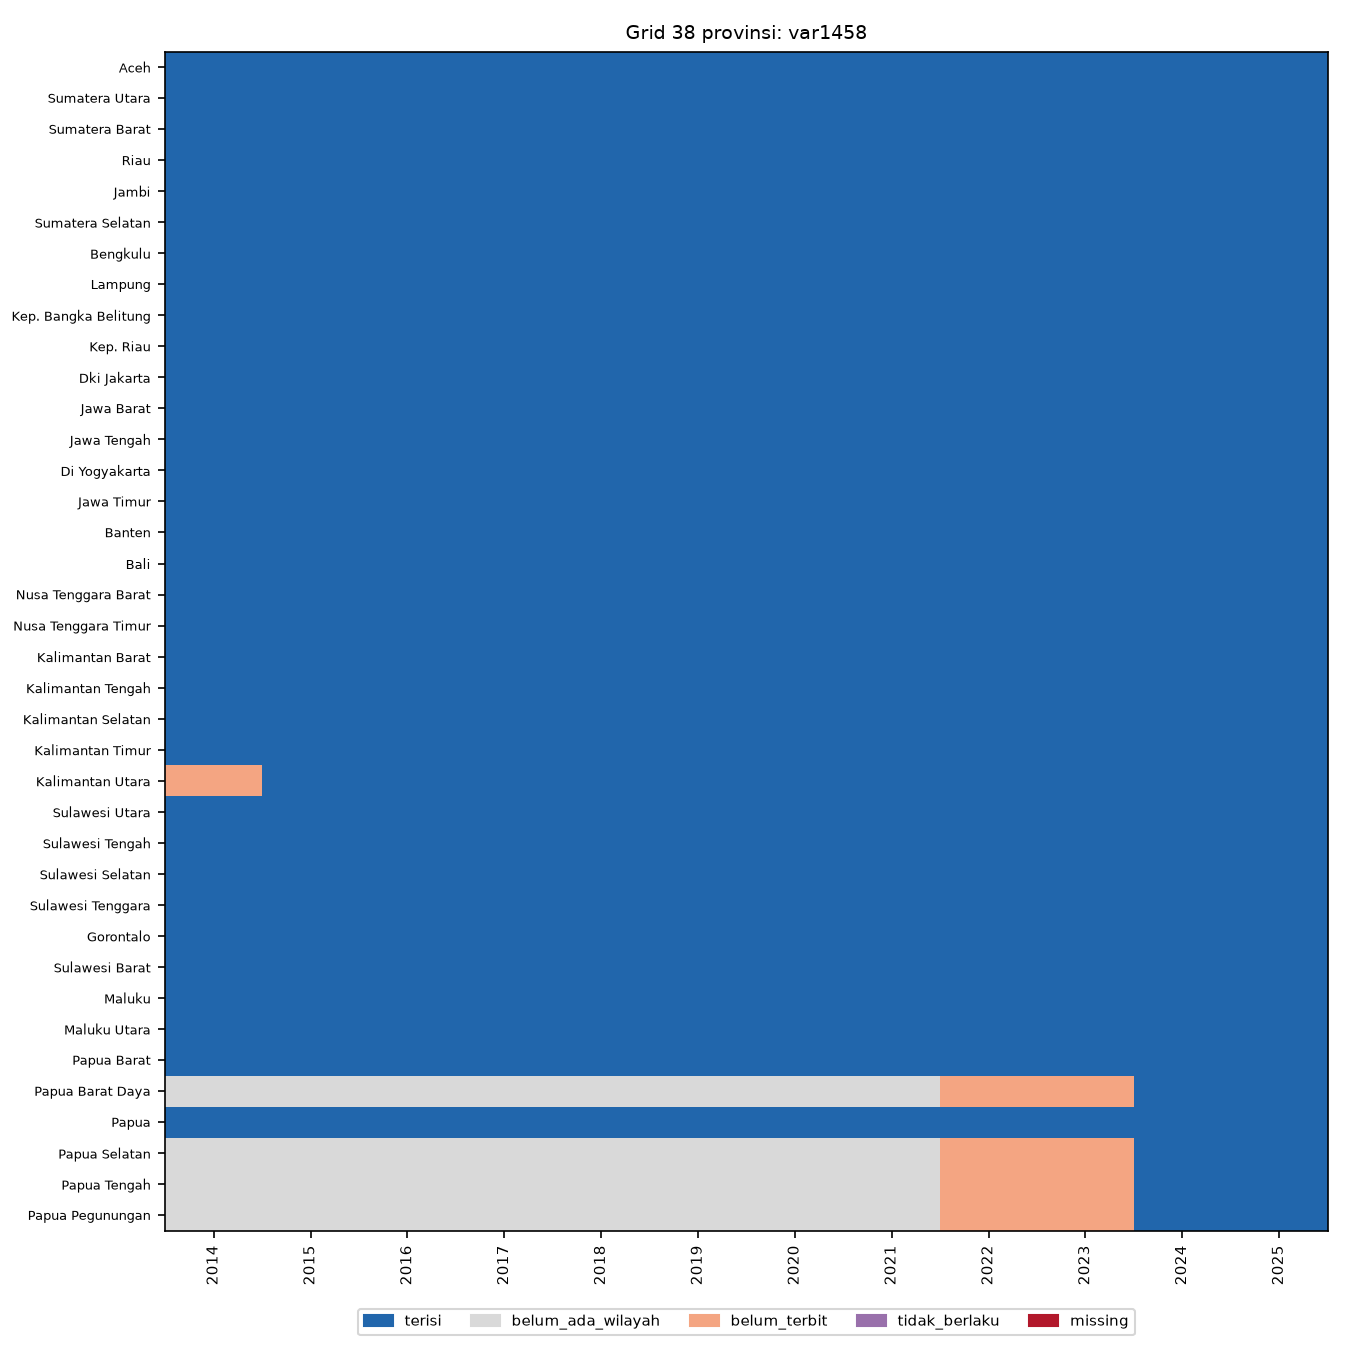 Grid 38 provinsi: var1458
Aceh
Sumatera Utara
Sumatera Barat
Riau
Jambi
Sumatera Selatan
Bengkulu
Lampung
Kep. Bangka Belitung
Kep. Riau
Dki Jakarta
Jawa Barat
Jawa Tengah
Di Yogyakarta
Jawa Timur
Banten
Bali
Nusa Tenggara Barat
Nusa Tenggara Timur
Kalimantan Barat
Kalimantan Tengah
Kalimantan Selatan
Kalimantan Timur
Kalimantan Utara
Sulawesi Utara
Sulawesi Tengah
Sulawesi Selatan
Sulawesi Tenggara
Gorontalo
Sulawesi Barat
Maluku
Maluku Utara
Papua Barat
Papua Barat Daya
Papua
Papua Selatan
Papua Tengah
Papua Pegunungan
2014 2015 2016 2017 2018 2019 2020 2021 2022 2023 2024 2025
terisi belum_ada_wilayah belum_terbit tidak_berlaku missing